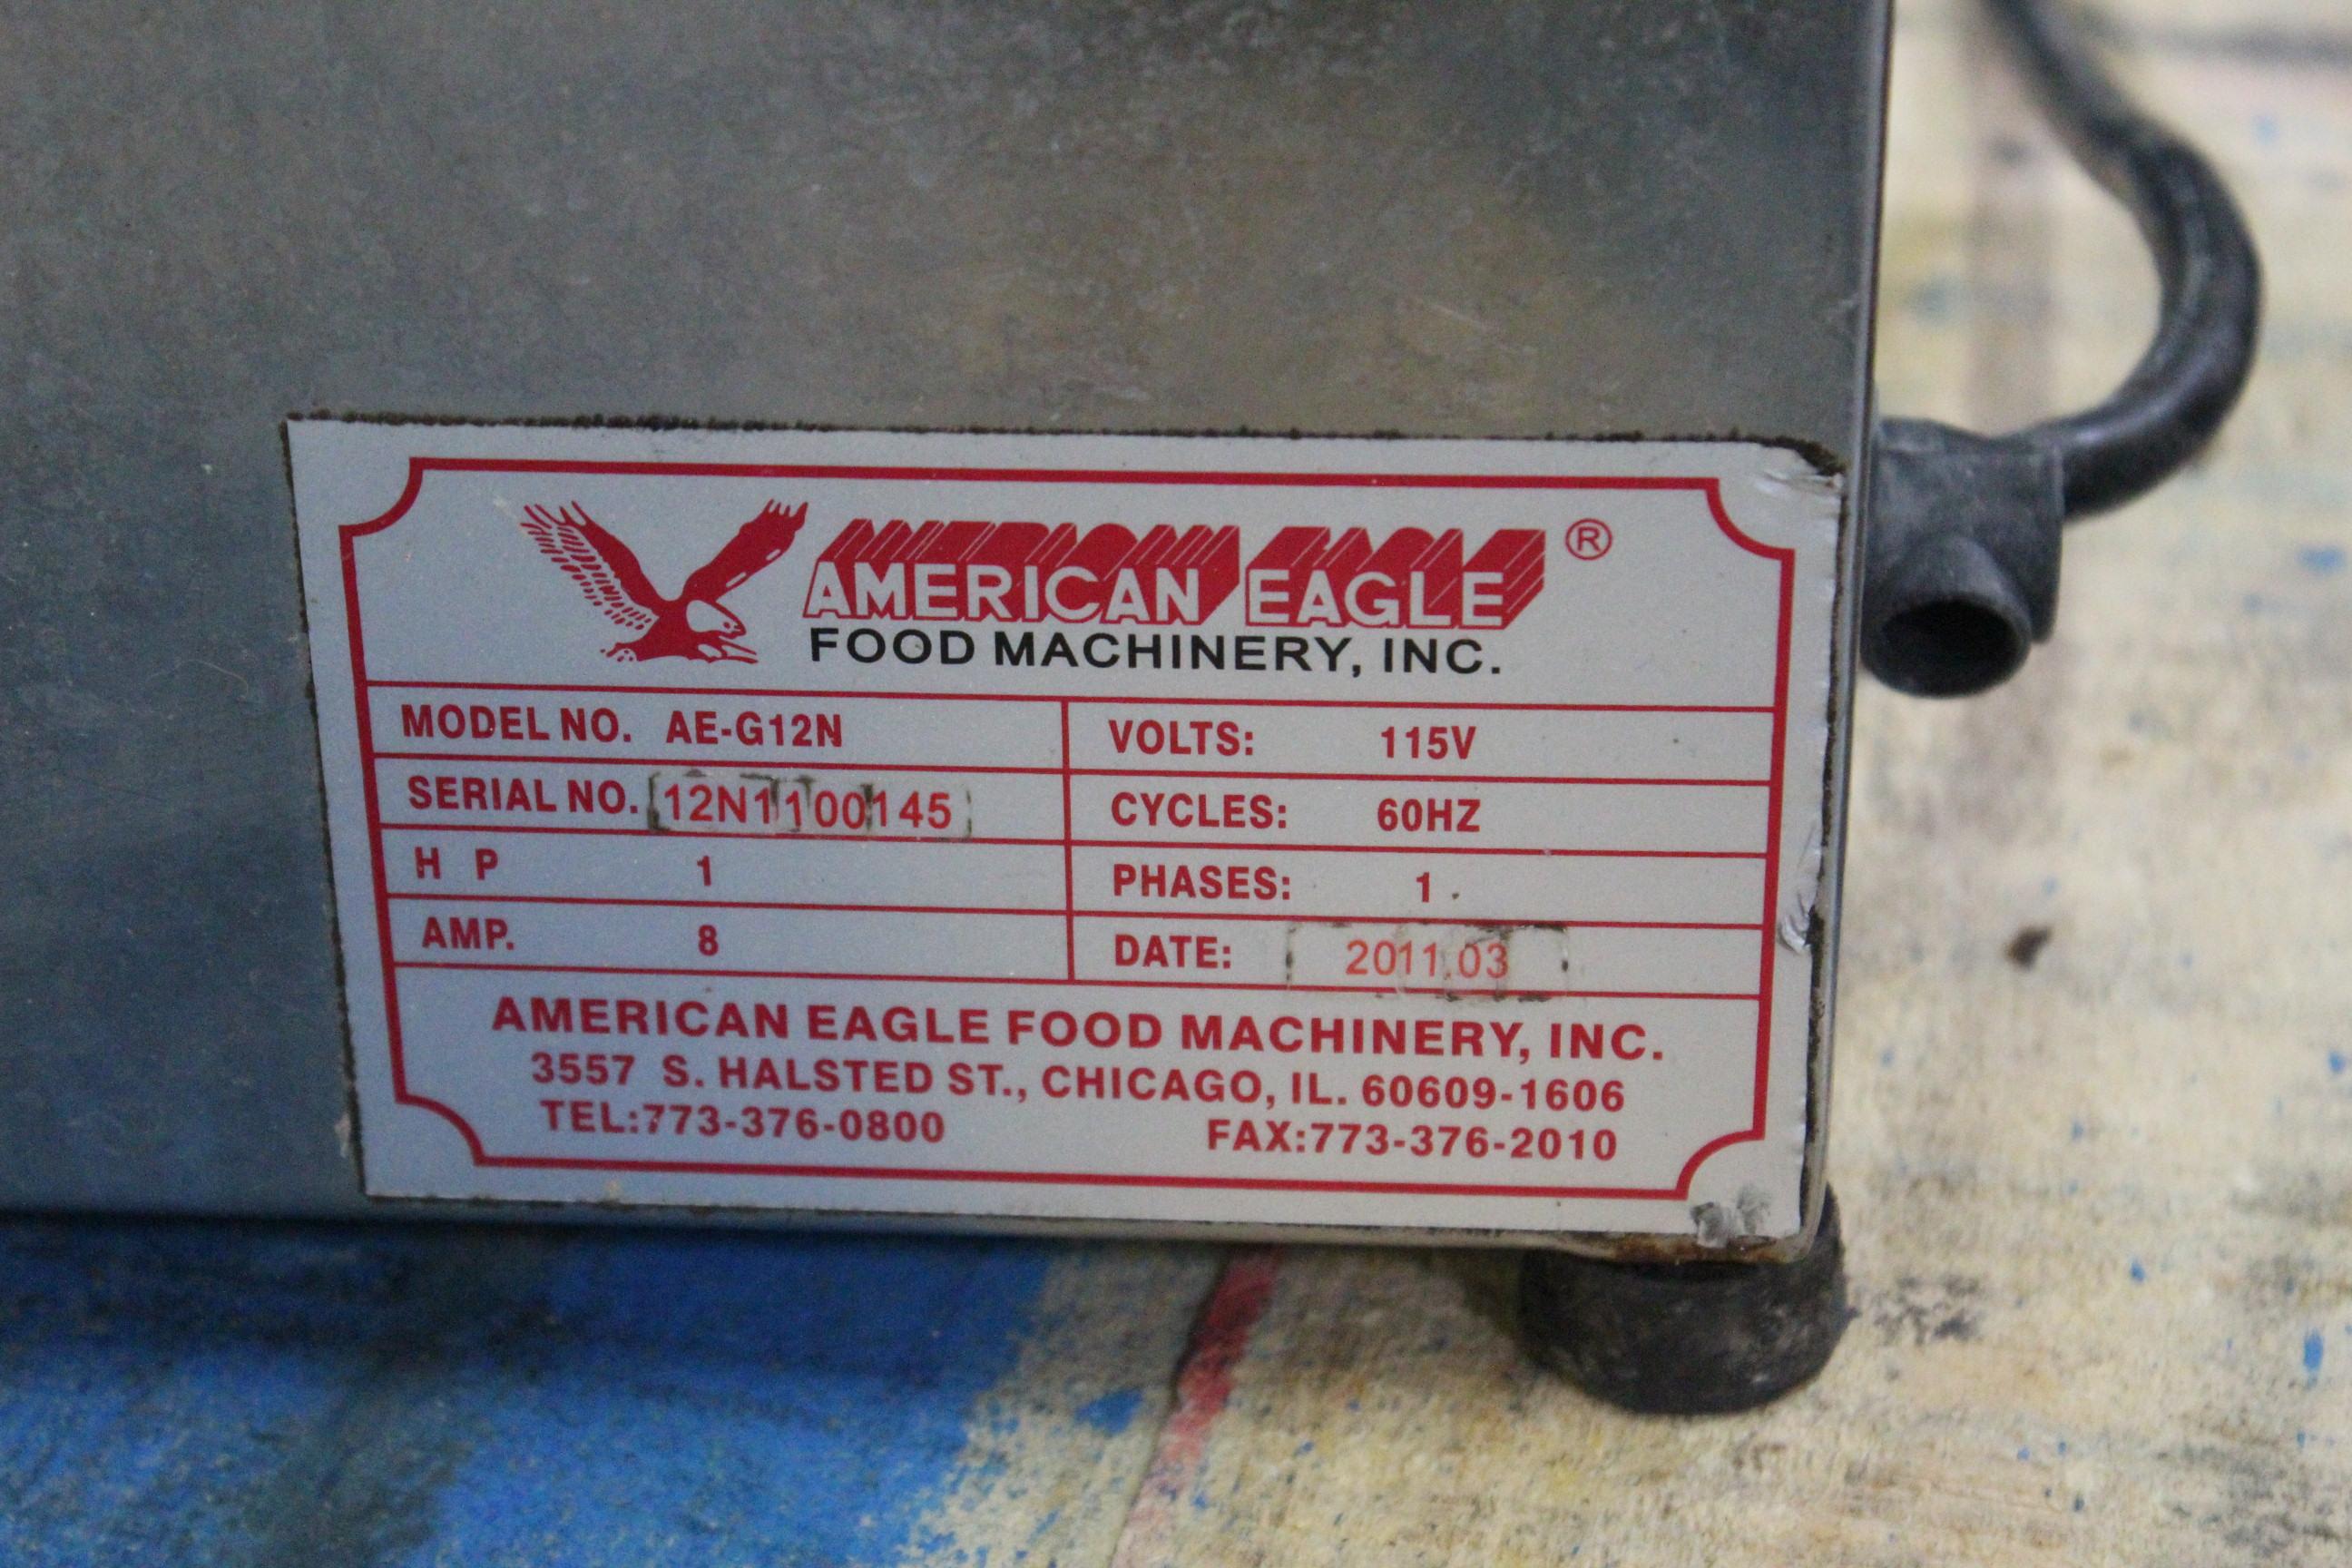 AMERICAN EAGLE ®
FOOD MACHINERY, INC.
MODEL NO. AE-G12N VOLTS: 115V
SERIAL NO. 12N1100145 CYCLES: 60HZ
H P 1 PHASES: 1
AMP. 8 DATE: 2011.03
AMERICAN EAGLE FOOD MACHINERY, INC.
3557 S. HALSTED ST., CHICAGO, IL. 60609-1606
TEL:773-376-0800 FAX:773-376-2010